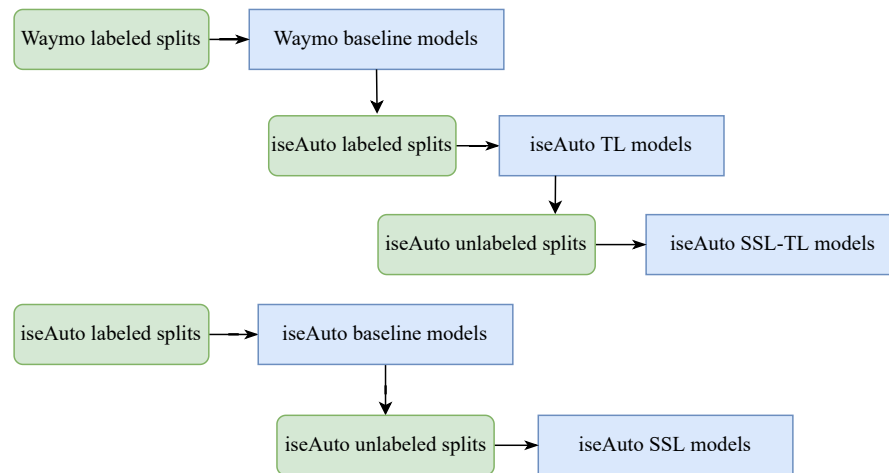 Waymo labeled splits
Waymo baseline models
iseAuto labeled splits
iseAuto TL models
iseAuto unlabeled splits
iseAuto SSL-TL models
iseAuto labeled splits
iseAuto baseline models
iseAuto unlabeled splits
iseAuto SSL models